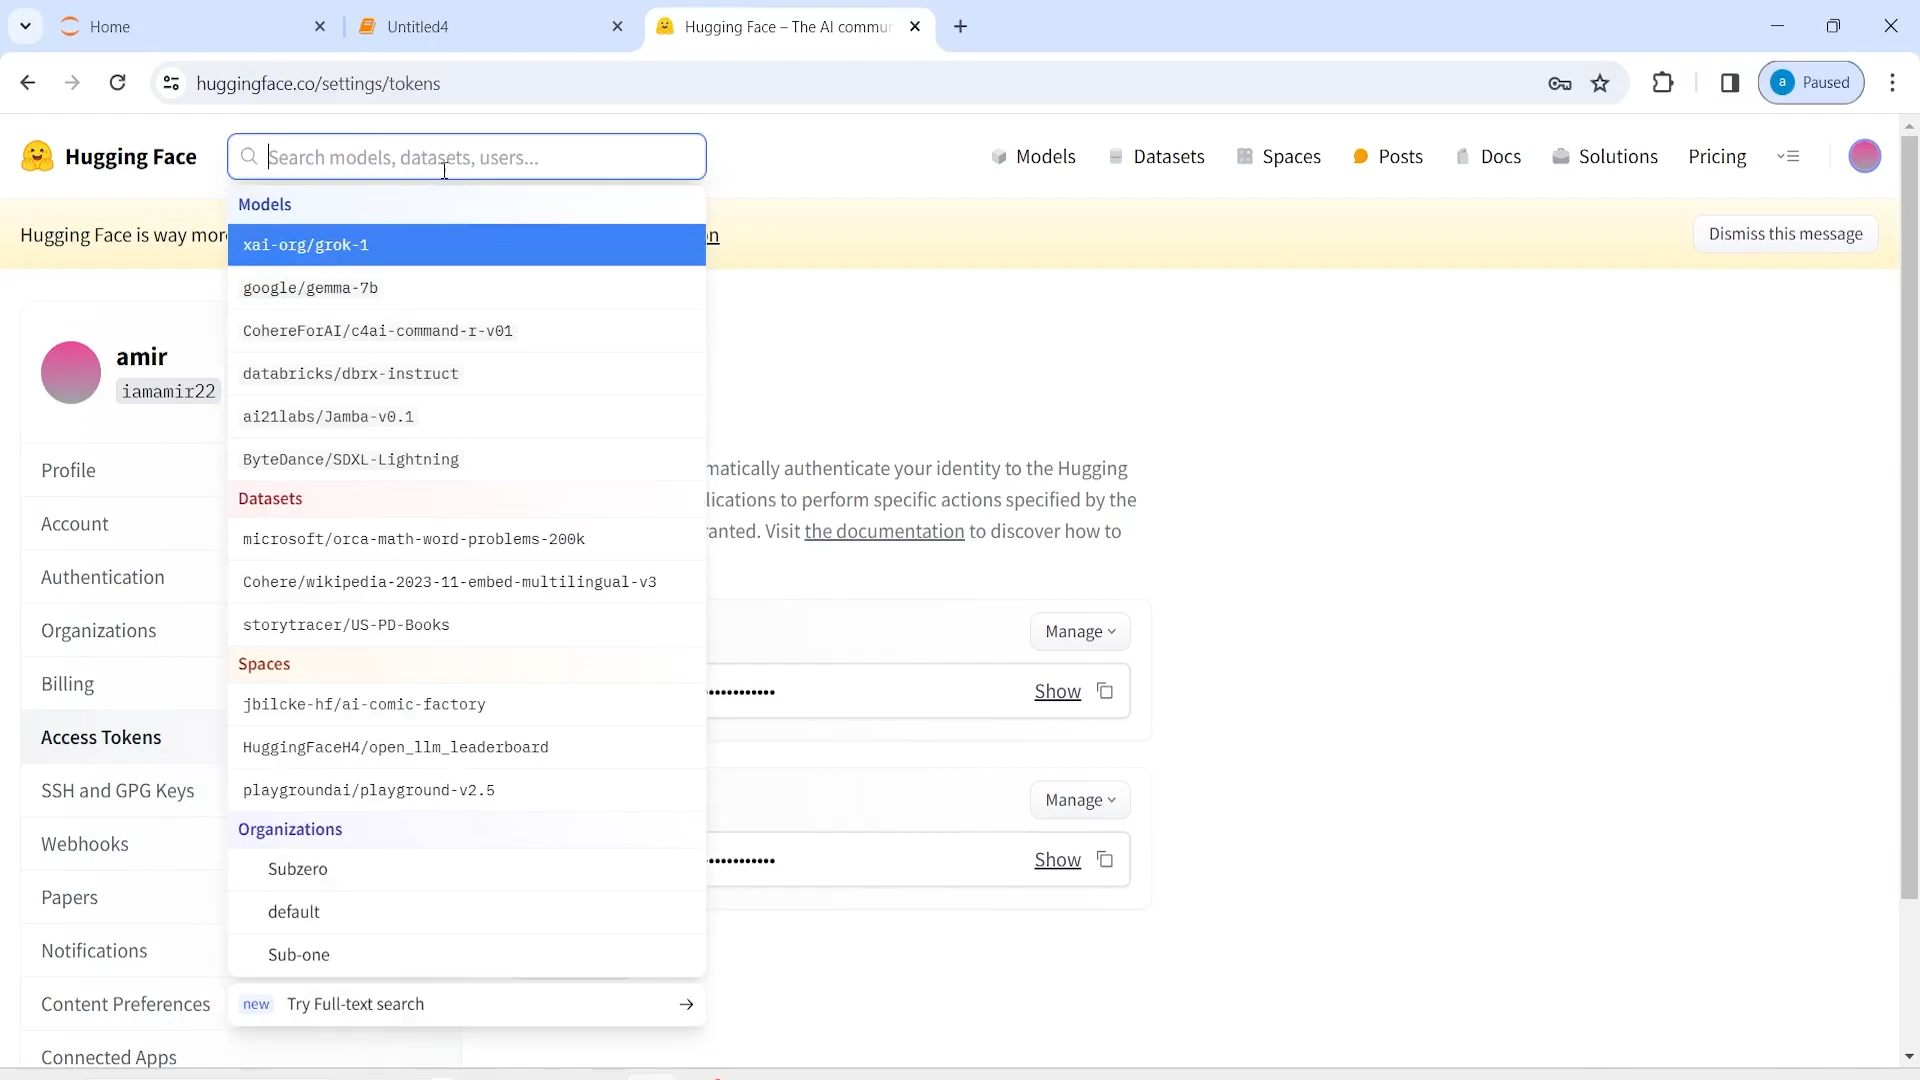 Home
Untitled4
Hugging Face – The AI commun
huggingface.co/settings/tokens
a Paused
Hugging Face
Search models, datasets, users...
Models
Datasets
Spaces
Posts
Docs
Solutions
Pricing
Hugging Face is way more
n
Dismiss this message
Models
xai-org/grok-1
google/gemma-7b
CohereForAI/c4ai-command-r-v01
databricks/dbrx-instruct
ai21labs/Jamba-v0.1
ByteDance/SDXL-Lightning
Datasets
microsoft/orca-math-word-problems-200k
Cohere/wikipedia-2023-11-embed-multilingual-v3
storytracer/US-PD-Books
Spaces
jbilcke-hf/ai-comic-factory
HuggingFaceH4/open_llm_leaderboard
playgroundai/playground-v2.5
Organizations
Subzero
default
Sub-one
new Try Full-text search
amir
iamamir22
Profile
Account
Authentication
Organizations
Billing
Access Tokens
SSH and GPG Keys
Webhooks
Papers
Notifications
Content Preferences
Connected Apps
matically authenticate your identity to the Hugging
lications to perform specific actions specified by the
ranted. Visit the documentation to discover how to
Manage
Show
Manage
Show